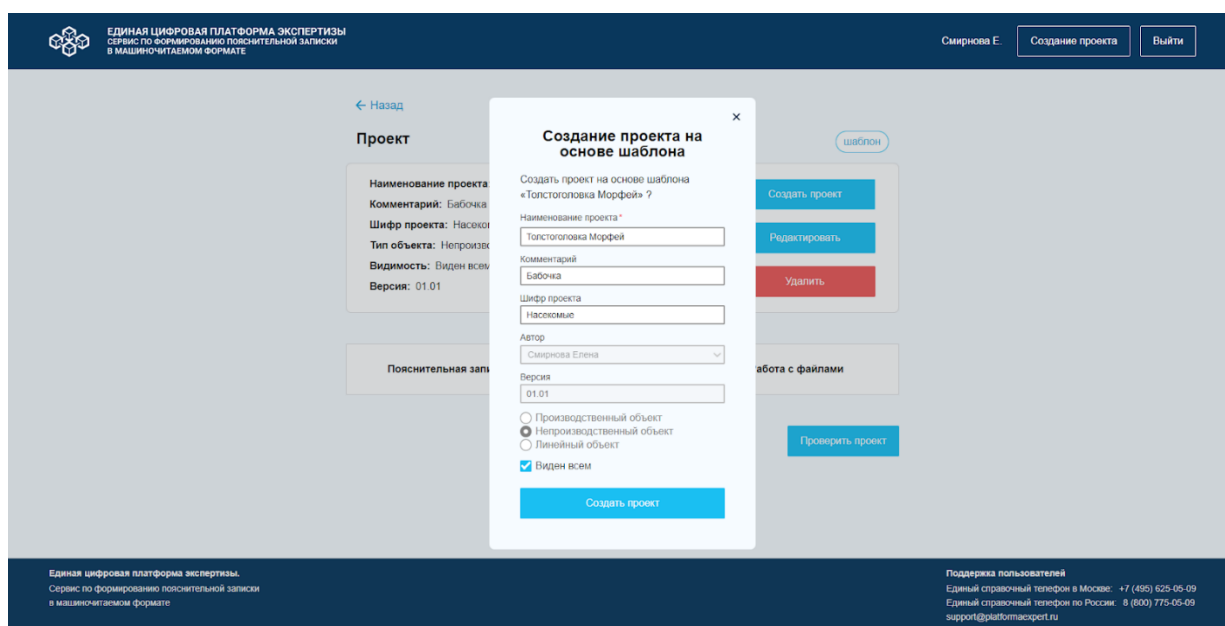 ЕДИНАЯ ЦИФРОВАЯ ПЛАТФОРМА ЭКСПЕРТИЗЫ
СЕРВИС ПО ФОРМИРОВАНИЮ ПОЯСНИТЕЛЬНОЙ ЗАПИСКИ
В МАШИНОЧИТАЕМОМ ФОРМАТЕ
Смирнова Е.
Создание проекта
Выйти
← Назад
Проект
шаблон
Наименование проекта
Комментарий: Бабочка
Шифр проекта: Насеко
Тип объекта: Непроизво
Видимость: Виден всем
Версия: 01.01
Создать проект
Редактировать
Удалить
Пояснительная запи
абота с файлами
Проверить проект
×
Создание проекта на
основе шаблона
Создать проект на основе шаблона
«Толстоголовка Морфей» ?
Наименование проекта*
Толстоголовка Морфей
Комментарий
Бабочка
Шифр проекта
Насекомые
Автор
Смирнова Елена
Версия
01.01
Производственный объект
Непроизводственный объект
Линейный объект
Виден всем
Создать проект
Единая цифровая платформа экспертизы.
Сервис по формированию пояснительной записки
в машиночитаемом формате
Поддержка пользователей
Единый справочный телефон в Москве: +7 (495) 625-05-09
Единый справочный телефон по России: 8 (800) 775-05-09
support@platformaexpert.ru